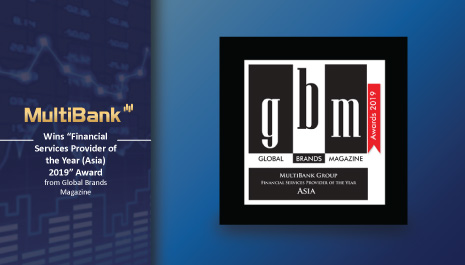 MultiBank
Wins “Financial
Services Provider of
the Year (Asia)
2019” Award
from Global Brands
Magazine
gbm
Awards 2019
GLOBAL BRANDS MAGAZINE
MULTIBANK GROUP
FINANCIAL SERVICES PROVIDER OF THE YEAR
ASIA